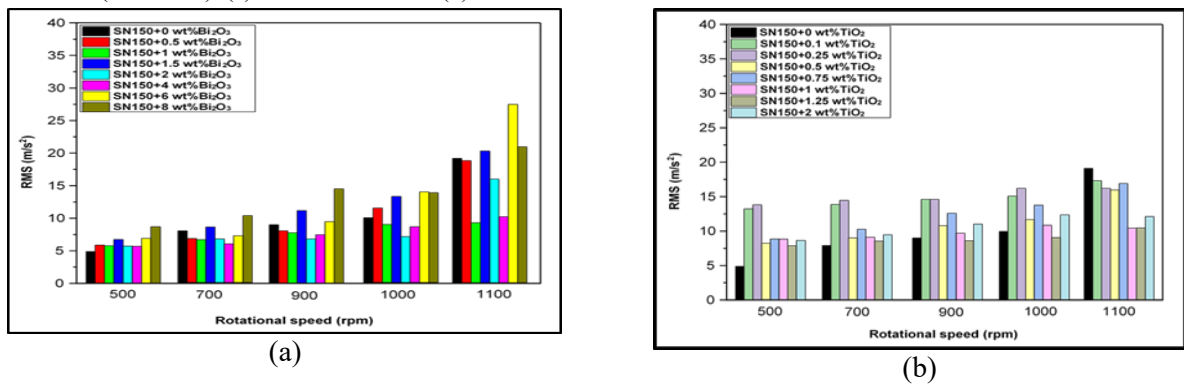 40
35
30
25
20
15
10
5
0
RMS (m/s²)
SN150+0 wt%Bi₂O₃
SN150+0.5 wt%Bi₂O₃
SN150+1 wt%Bi₂O₃
SN150+1.5 wt%Bi₂O₃
SN150+2 wt%Bi₂O₃
SN150+4 wt%Bi₂O₃
SN150+6 wt%Bi₂O₃
SN150+8 wt%Bi₂O₃
500 700 900 1000 1100
Rotational speed (rpm)
(a)
40
35
30
25
20
15
10
5
0
RMS (m/s²)
SN150+0 wt%TiO₂
SN150+0.1 wt%TiO₂
SN150+0.25 wt%TiO₂
SN150+0.5 wt%TiO₂
SN150+0.75 wt%TiO₂
SN150+1 wt%TiO₂
SN150+1.25 wt%TiO₂
SN150+2 wt%TiO₂
500 700 900 1000 1100
Rotational speed (rpm)
(b)